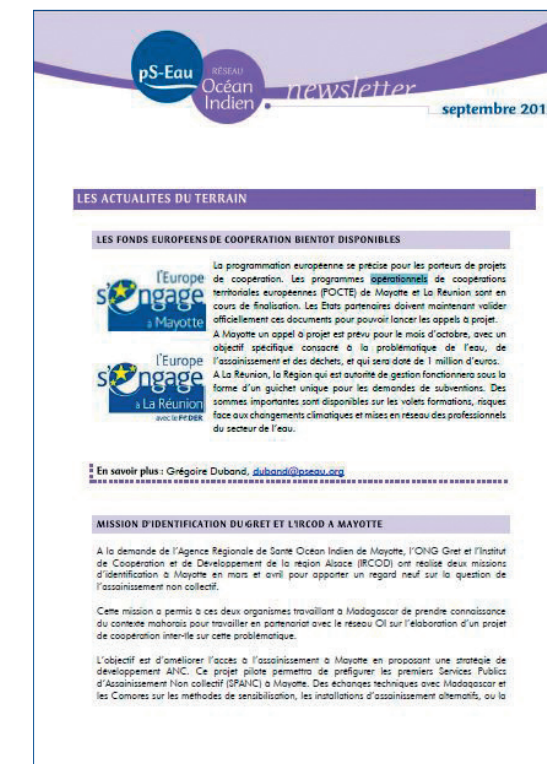 pS-Eau
RÉSEAU
Océan
Indien
newsletter
septembre 201
LES ACTUALITES DU TERRAIN
LES FONDS EUROPEENS DE COOPERATION BIENTOT DISPONIBLES
l'Europe
s'engage
à Mayotte
l'Europe
s'engage
à La Réunion
avec le FEDER
La programmation européenne se précise pour les porteurs de projets
de coopération. Les programmes opérationnels de coopérations
territoriales européennes (POCTE) de Mayotte et La Réunion sont en
cours de finalisation. Les Etats partenaires doivent maintenant valider
officiellement ces documents pour pouvoir lancer les appels à projet.
A Mayotte un appel à projet est prévu pour le mois d'octobre, avec un
objectif spécifique consacré à la problématique de l'eau, de
l'assainissement et des déchets, et qui sera doté de 1 million d'euros.
A La Réunion, la Région qui est autorité de gestion fonctionnera sous la
forme d'un guichet unique pour les demandes de subventions. Des
sommes importantes sont disponibles sur les volets formations, risques
face aux changements climatiques et mises en réseau des professionnels
du secteur de l'eau.
En savoir plus : Grégoire Duband, duband@pseau.org
MISSION D'IDENTIFICATION DU GRET ET L'IRCOD A MAYOTTE
A la demande de l'Agence Régionale de Santé Océan Indien de Mayotte, l'ONG Gret et l'Institut
de Coopération et de Développement de la région Alsace (IRCOD) ont réalisé deux missions
d'identification à Mayotte en mars et avril pour apporter un regard neuf sur la question de
l'assainissement non collectif.
Cette mission a permis à ces deux organismes travaillant à Madagascar de prendre connaissance
du contexte mahorais pour travailler en partenariat avec le réseau OI sur l'élaboration d'un projet
de coopération inter-île sur cette problématique.
L'objectif est d'améliorer l'accès à l'assainissement à Mayotte en proposant une stratégie de
développement ANC. Ce projet pilote permettra de préfigurer les premiers Services Publics
d'Assainissement Non collectif (SPANC) à Mayotte. Des échanges techniques avec Madagascar et
les Comores sur les méthodes de sensibilisation, les installations d'assainissement alternatifs, ou la